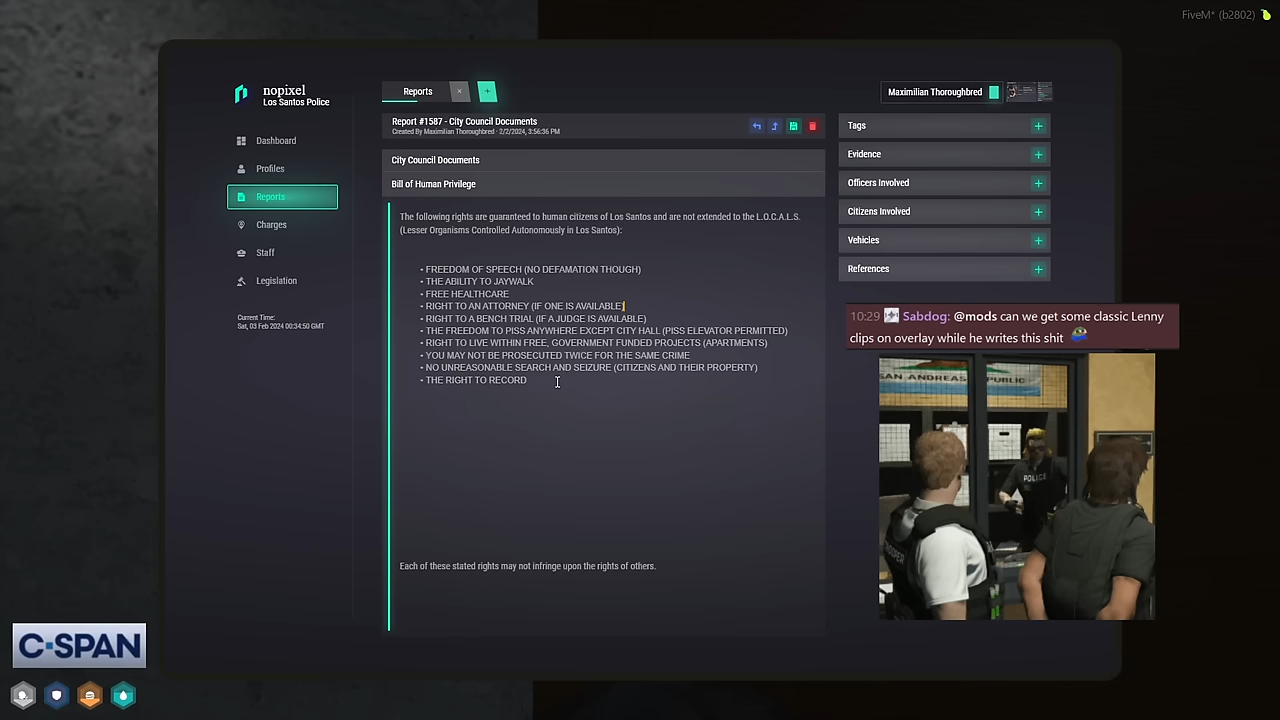 FiveM* (b2802)
nopixel
Los Santos Police
Reports
×
+
Maximilian Thoroughbred
Dashboard
Profiles
Reports
Charges
Staff
Legislation
Current Time:
Sat, 03 Feb 2024 00:34:50 GMT
Report #1587 - City Council Documents
Created By Maximilian Thoroughbred · 2/2/2024, 3:56:36 PM
City Council Documents
Bill of Human Privilege
The following rights are guaranteed to human citizens of Los Santos and are not extended to the L.O.C.A.L.S.
(Lesser Organisms Controlled Autonomously in Los Santos):
- FREEDOM OF SPEECH (NO DEFAMATION THOUGH)
- THE ABILITY TO JAYWALK
- FREE HEALTHCARE
- RIGHT TO AN ATTORNEY (IF ONE IS AVAILABLE)
- RIGHT TO A BENCH TRIAL (IF A JUDGE IS AVAILABLE)
- THE FREEDOM TO PISS ANYWHERE EXCEPT CITY HALL (PISS ELEVATOR PERMITTED)
- RIGHT TO LIVE WITHIN FREE, GOVERNMENT FUNDED PROJECTS (APARTMENTS)
- YOU MAY NOT BE PROSECUTED TWICE FOR THE SAME CRIME
- NO UNREASONABLE SEARCH AND SEIZURE (CITIZENS AND THEIR PROPERTY)
- THE RIGHT TO RECORD
Each of these stated rights may not infringe upon the rights of others.
Tags +
Evidence +
Officers Involved +
Citizens Involved +
Vehicles +
References +
10:29 Sabdog: @mods can we get some classic Lenny
clips on overlay while he writes this shit
SAN ANDREAS REPUBLIC
POLICE
C-SPAN